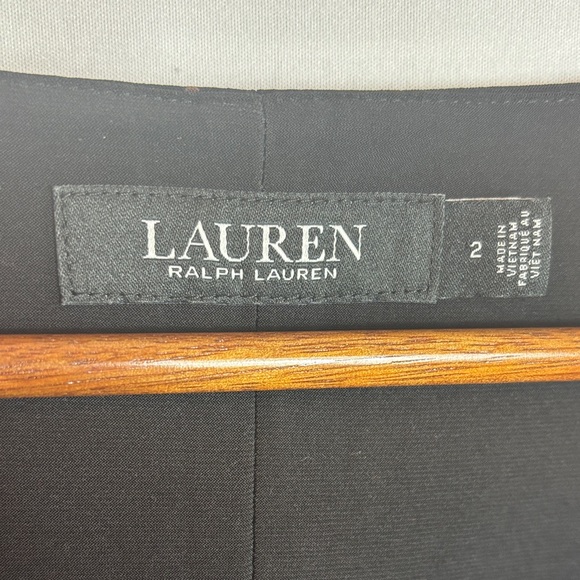 LAUREN
RALPH LAUREN
2
MADE IN
VIETNAM
FABRIQUÉ AU
VIÊT NAM